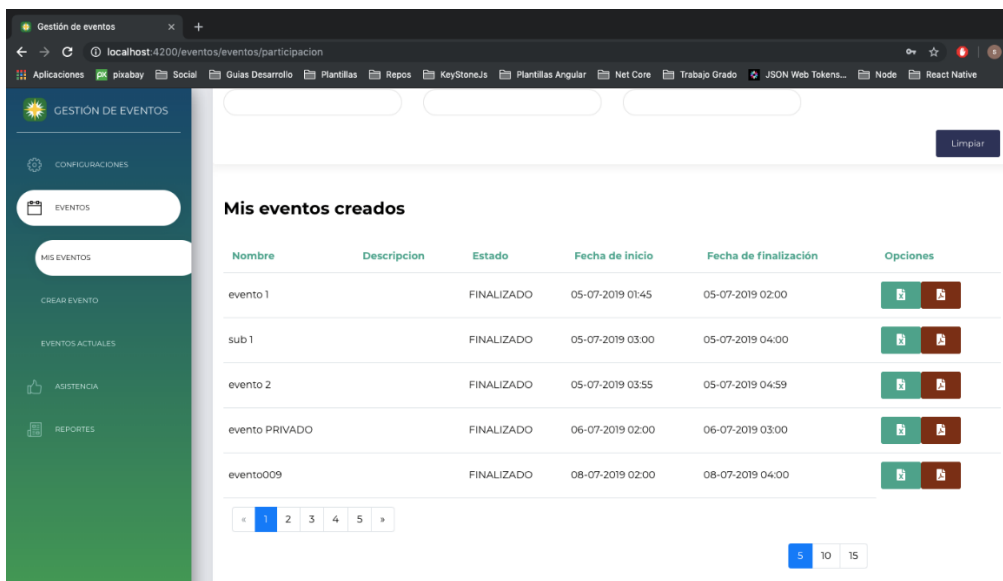 Gestión de eventos
localhost:4200/eventos/eventos/participacion
Aplicaciones px pixabay Social Guias Desarrollo Plantillas Repos KeyStoneJs Plantillas Angular Net Core Trabajo Grado JSON Web Tokens... Node React Native
GESTIÓN DE EVENTOS
CONFIGURACIONES
EVENTOS
MIS EVENTOS
CREAR EVENTO
EVENTOS ACTUALES
ASISTENCIA
REPORTES
Limpiar
Mis eventos creados
Nombre Descripcion Estado Fecha de inicio Fecha de finalización Opciones
evento 1 FINALIZADO 05-07-2019 01:45 05-07-2019 02:00
sub 1 FINALIZADO 05-07-2019 03:00 05-07-2019 04:00
evento 2 FINALIZADO 05-07-2019 03:55 05-07-2019 04:59
evento PRIVADO FINALIZADO 06-07-2019 02:00 06-07-2019 03:00
evento009 FINALIZADO 08-07-2019 02:00 08-07-2019 04:00
« 1 2 3 4 5 »
5 10 15